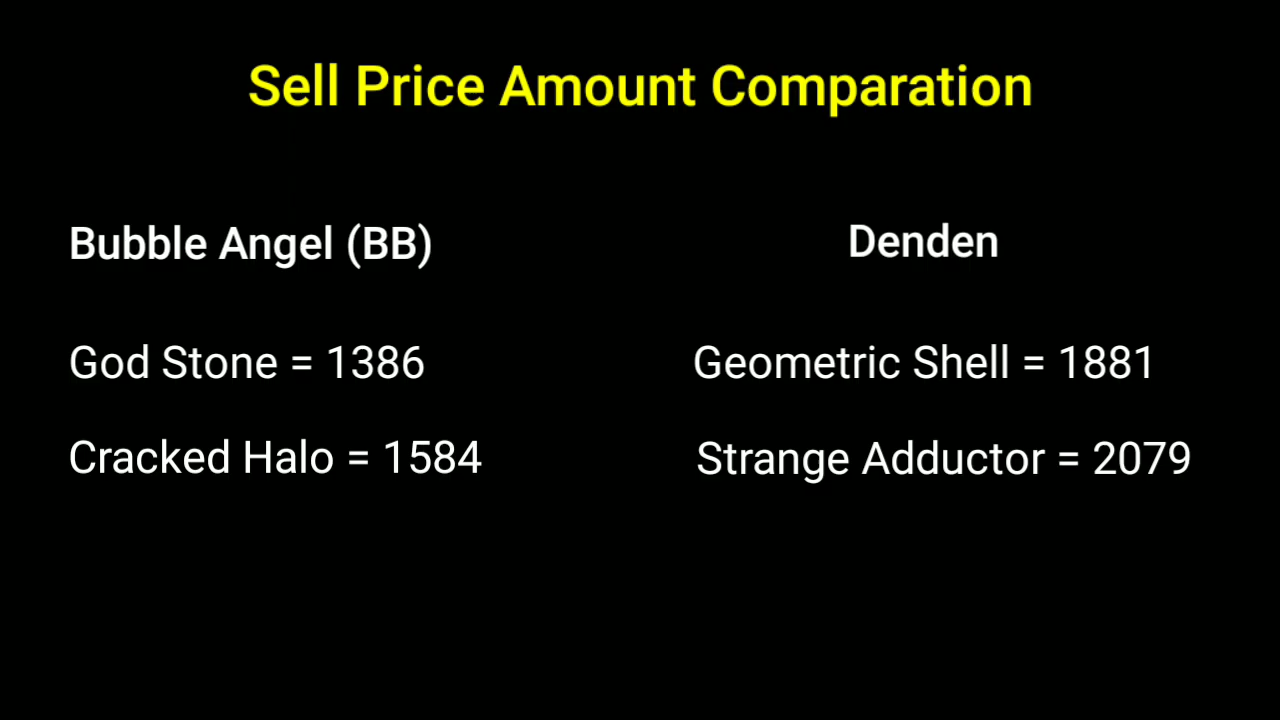 Sell Price Amount Comparation
Bubble Angel (BB)
Denden
God Stone = 1386
Geometric Shell = 1881
Cracked Halo = 1584
Strange Adductor = 2079